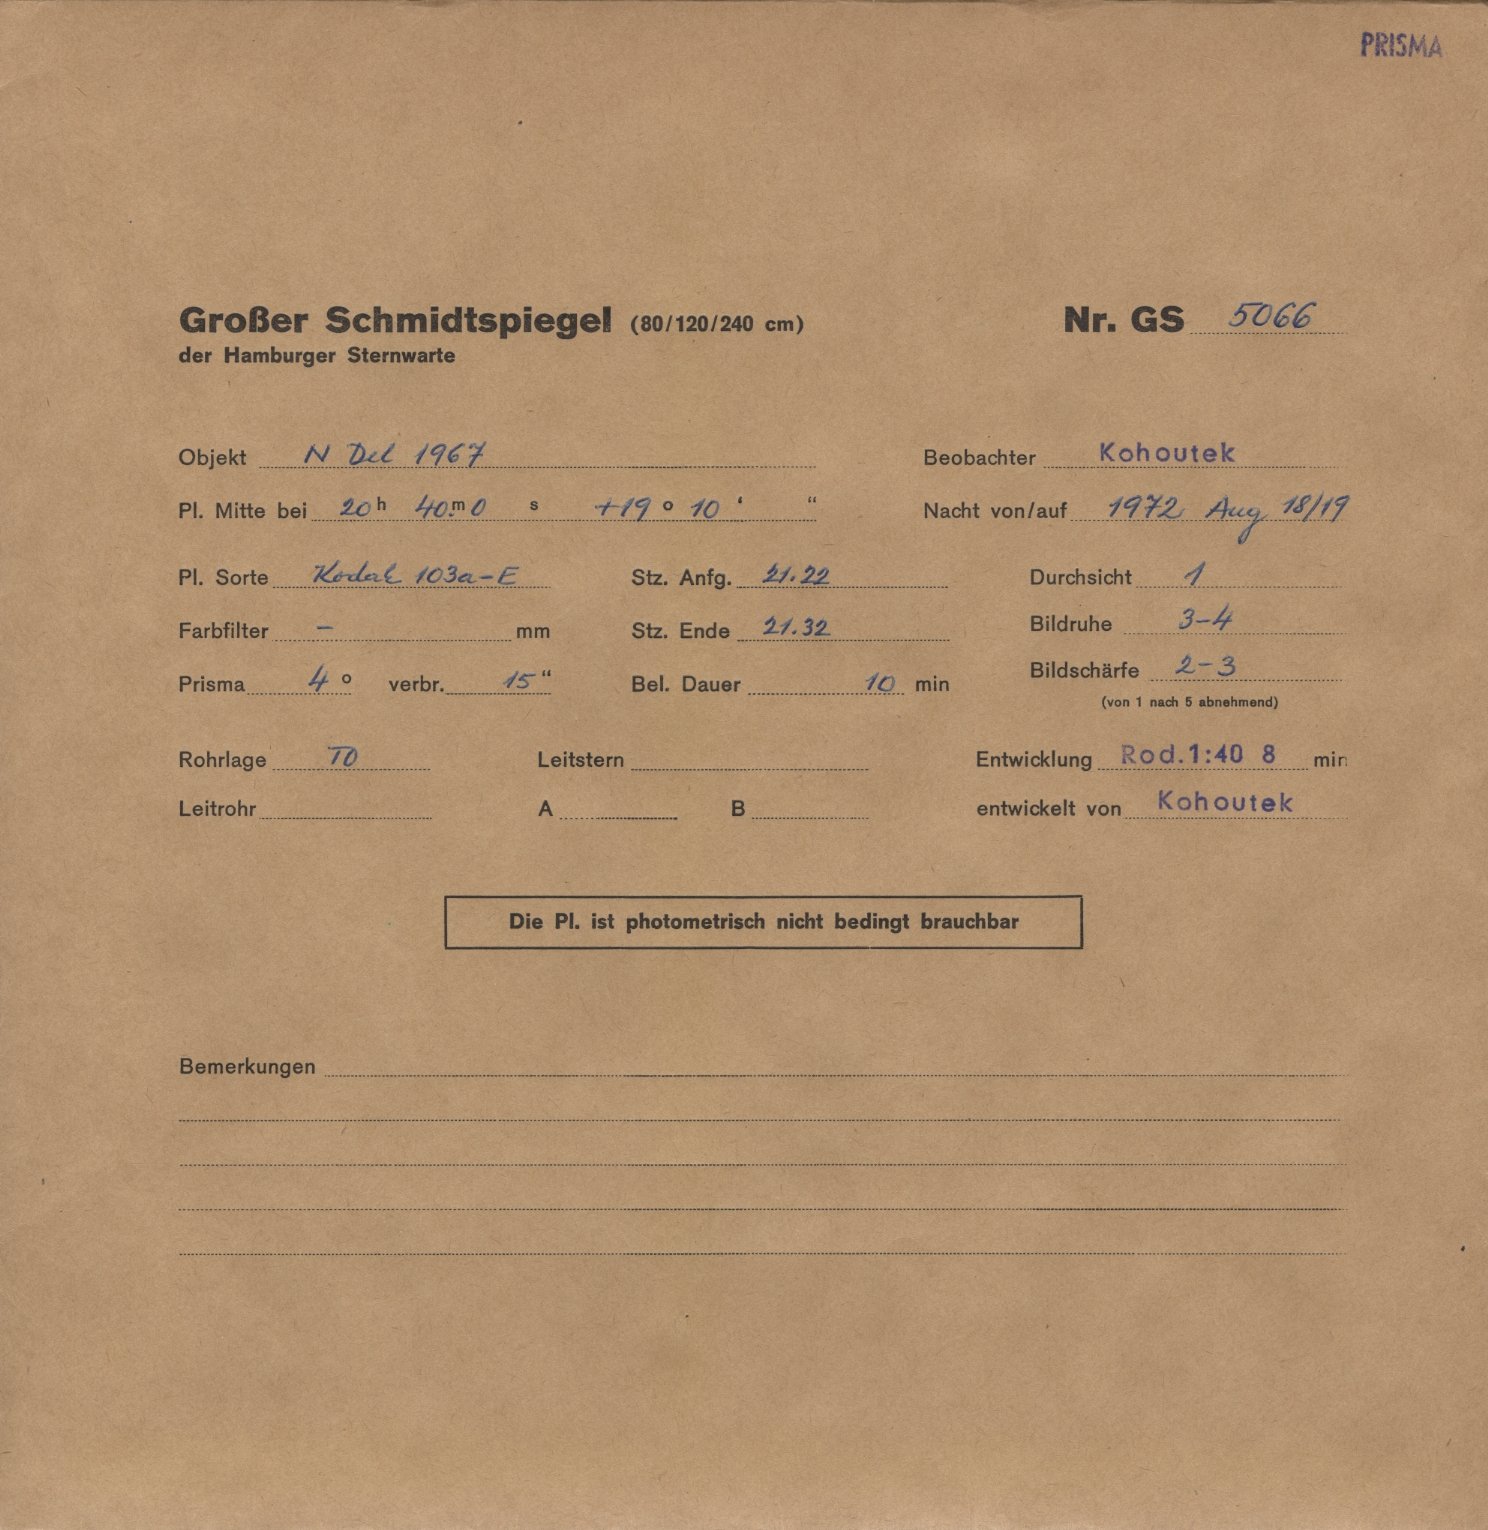 PRISMA
Großer Schmidtspiegel (80/120/240 cm) Nr. GS 5066
der Hamburger Sternwarte
Objekt N Del 1967 Beobachter Kohoutek
Pl. Mitte bei 20 h 40. m 0 s +19 o 10 ‘ “ Nacht von/auf 1972 Aug 18/19
Pl. Sorte Kodak 103a-E Stz. Anfg. 21.22 Durchsicht 1
Farbfilter – mm Stz. Ende 21.32 Bildruhe 3-4
Prisma 4 o verbr. 15 “ Bel. Dauer 10 min Bildschärfe 2-3
(von 1 nach 5 abnehmend)
Rohrlage TO Leitstern Entwicklung Rod.1:40 8 min
Leitrohr A B entwickelt von Kohoutek
Die Pl. ist photometrisch nicht bedingt brauchbar
Bemerkungen